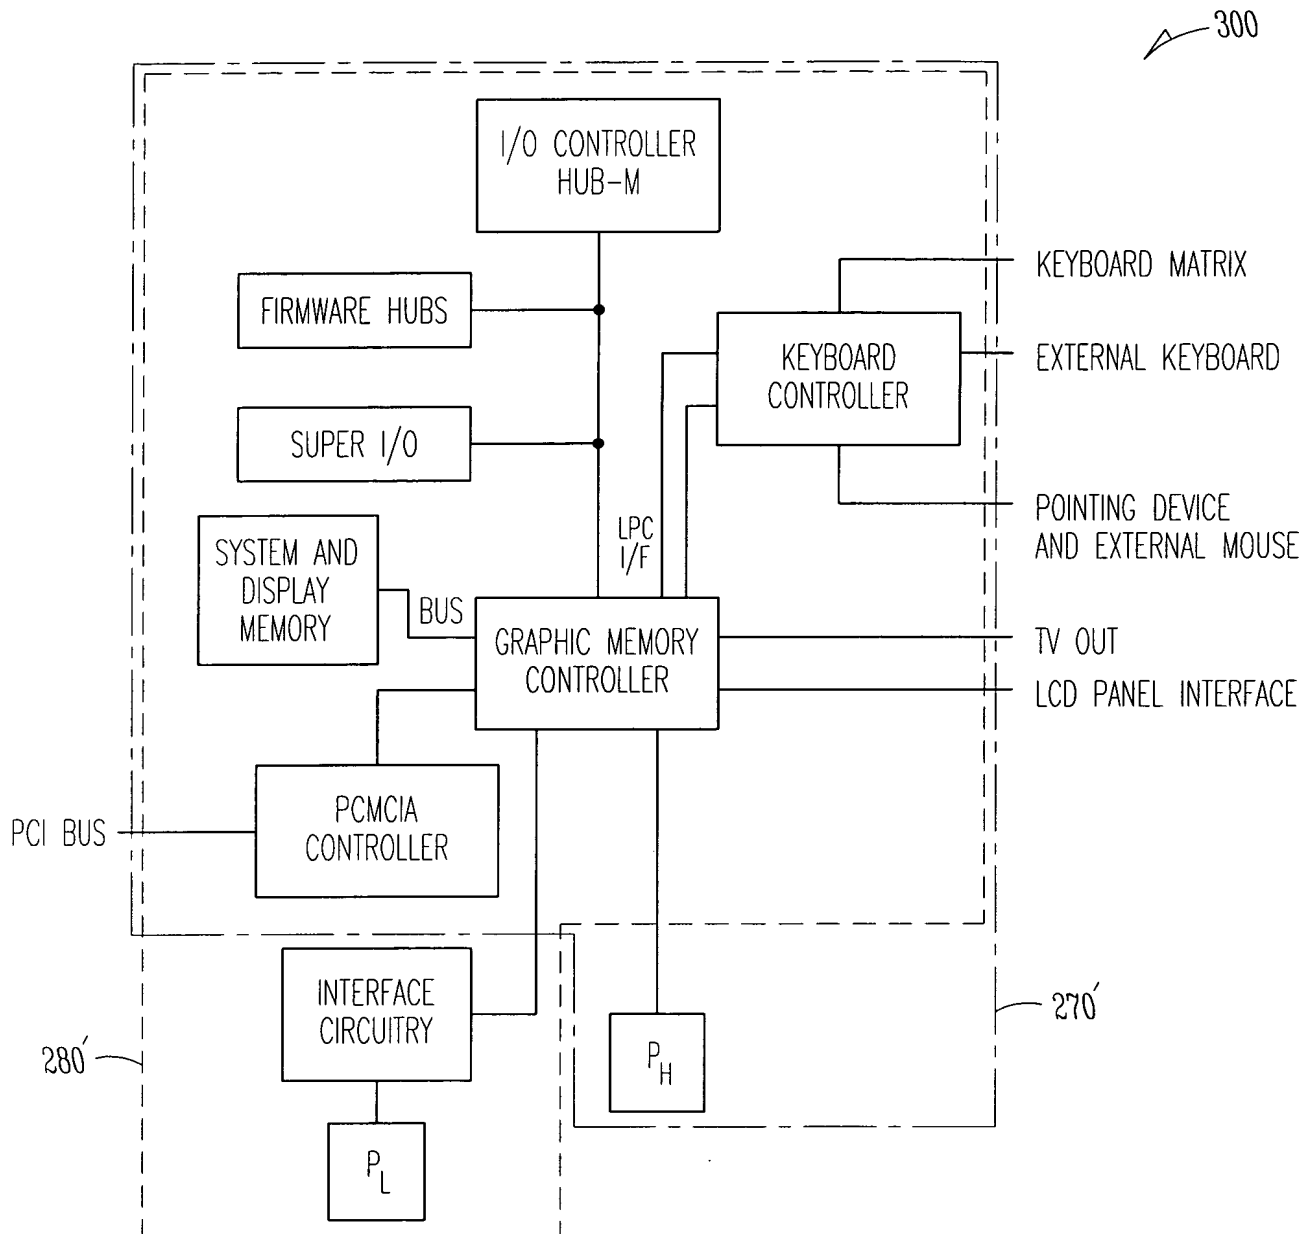 300
I/O CONTROLLER
HUB-M
KEYBOARD MATRIX
FIRMWARE HUBS
KEYBOARD
CONTROLLER
EXTERNAL KEYBOARD
SUPER I/O
POINTING DEVICE
AND EXTERNAL MOUSE
LPC
I/F
SYSTEM AND
DISPLAY
MEMORY
BUS
GRAPHIC MEMORY
CONTROLLER
TV OUT
LCD PANEL INTERFACE
PCMCIA
CONTROLLER
PCI BUS
INTERFACE
CIRCUITRY
270'
280'
PH
PL